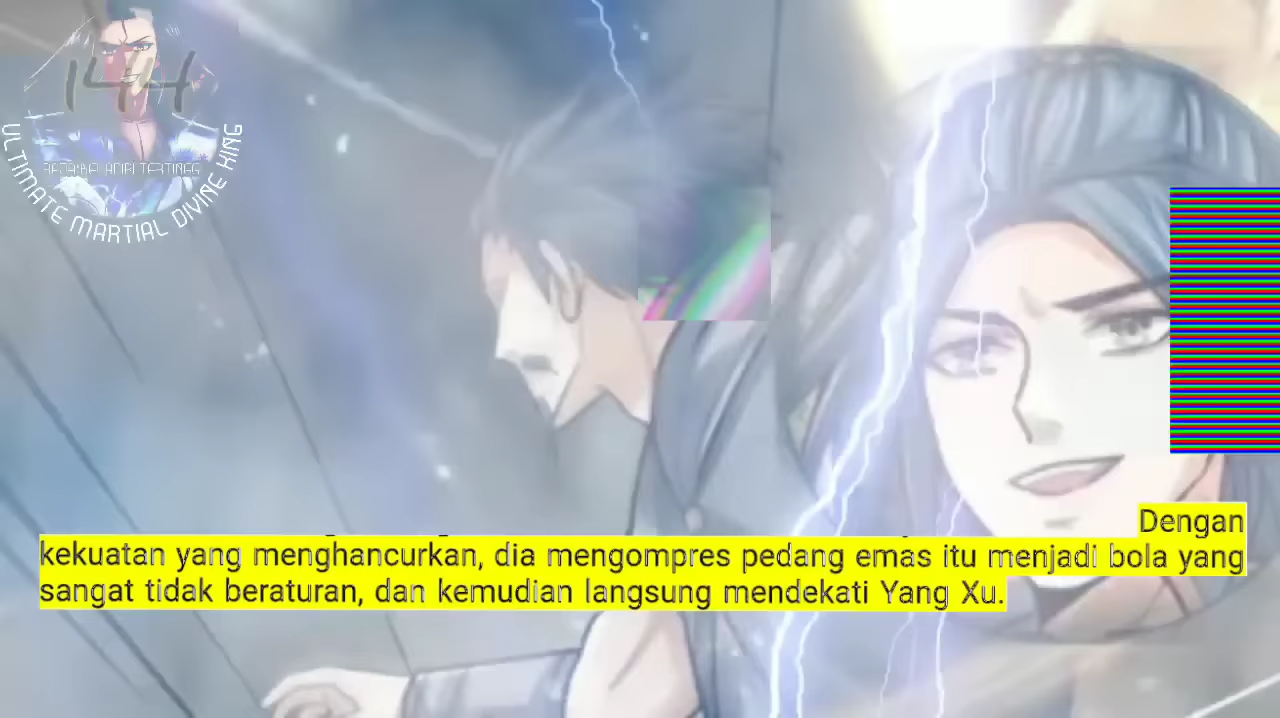 144
ULTIMATE MARTIAL DIVINE KING
Dengan
kekuatan yang menghancurkan, dia mengompres pedang emas itu menjadi bola yang
sangat tidak beraturan, dan kemudian langsung mendekati Yang Xu.